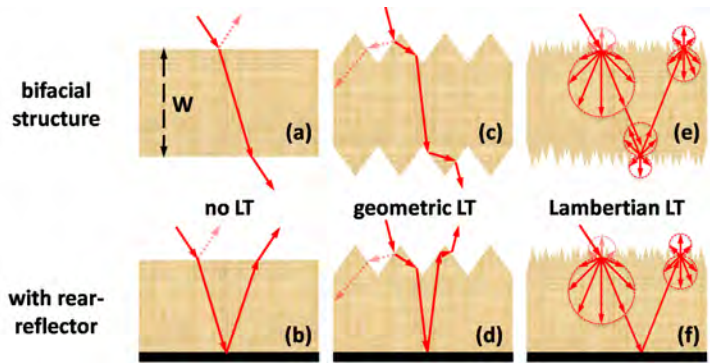 bifacial
structure
W
(a)
(c)
(e)
no LT
geometric LT
Lambertian LT
with rear-
reflector
(b)
(d)
(f)